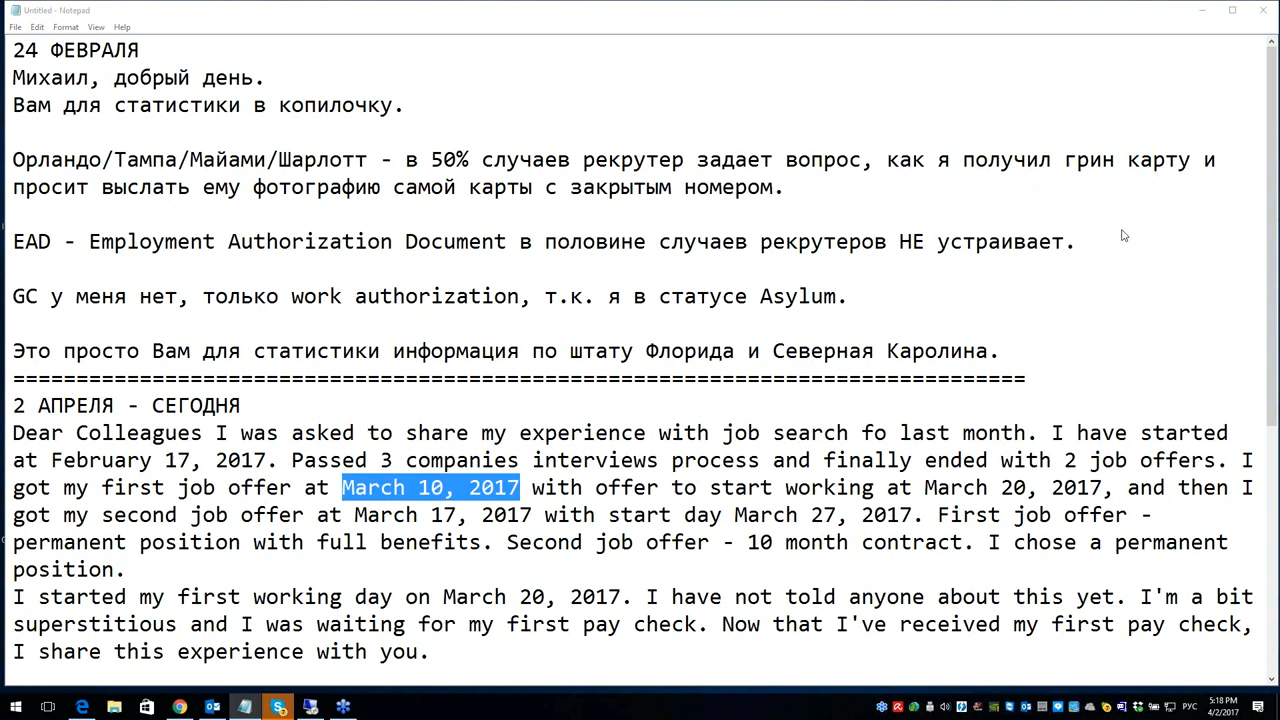 Untitled - Notepad
File Edit Format View Help
24 ФЕВРАЛЯ
Михаил, добрый день.
Вам для статистики в копилочку.
Орландо/Тампа/Майами/Шарлотт - в 50% случаев рекрутер задает вопрос, как я получил грин карту и
просит выслать ему фотографию самой карты с закрытым номером.
EAD - Employment Authorization Document в половине случаев рекрутеров НЕ устраивает.
GC у меня нет, только work authorization, т.к. я в статусе Asylum.
Это просто Вам для статистики информация по штату Флорида и Северная Каролина.
================================================================================
2 АПРЕЛЯ - СЕГОДНЯ
Dear Colleagues I was asked to share my experience with job search fo last month. I have started
at February 17, 2017. Passed 3 companies interviews process and finally ended with 2 job offers. I
got my first job offer at March 10, 2017 with offer to start working at March 20, 2017, and then I
got my second job offer at March 17, 2017 with start day March 27, 2017. First job offer -
permanent position with full benefits. Second job offer - 10 month contract. I chose a permanent
position.
I started my first working day on March 20, 2017. I have not told anyone about this yet. I'm a bit
superstitious and I was waiting for my first pay check. Now that I've received my first pay check,
I share this experience with you.
РУС
5:18 PM
4/2/2017